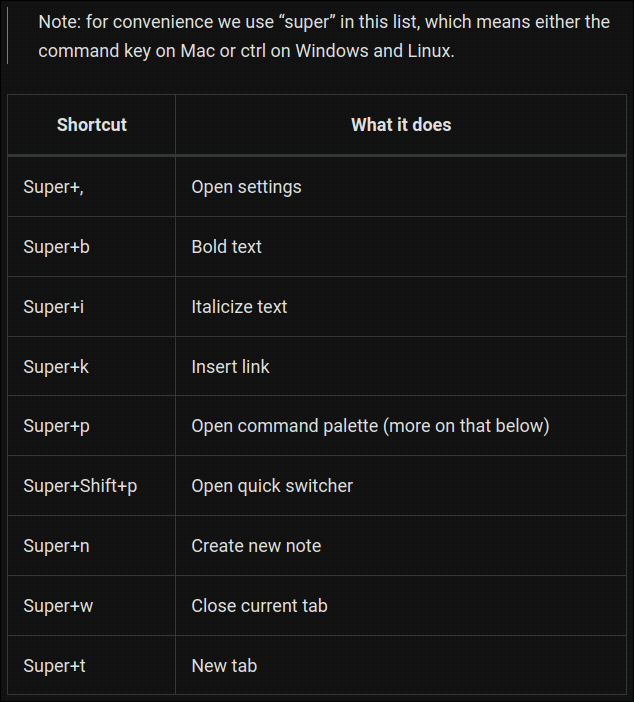 Note: for convenience we use “super” in this list, which means either the
command key on Mac or ctrl on Windows and Linux.
Shortcut What it does
Super+, Open settings
Super+b Bold text
Super+i Italicize text
Super+k Insert link
Super+p Open command palette (more on that below)
Super+Shift+p Open quick switcher
Super+n Create new note
Super+w Close current tab
Super+t New tab